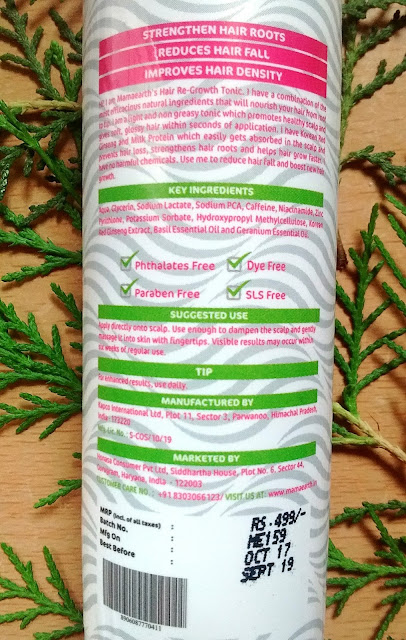 STRENGTHEN HAIR ROOTS
REDUCES HAIR FALL
IMPROVES HAIR DENSITY
Hi! I am Mamaearth's Hair Re-Growth Tonic. I have a combination of the
most efficacious natural ingredients that will nourish your hair from root
to tip. I am a light and non greasy tonic which promotes healthy scalp and
gives soft, glossy hair within seconds of application. I have Korean Red
Ginseng and Milk Protein which easily gets absorbed in the scalp and
prevents hair loss, strengthens hair roots and helps hair grow faster. I
have no harmful chemicals. Use me to reduce hair fall and boost new hair
growth.
KEY INGREDIENTS
Aqua, Glycerin, Sodium Lactate, Sodium PCA, Caffeine, Niacinamide, Zinc
Pyrithione, Potassium Sorbate, Hydroxypropyl Methylcellulose, Korean
Red Ginseng Extract, Basil Essential Oil and Geranium Essential Oil.
Phthalates Free
Dye Free
Paraben Free
SLS Free
SUGGESTED USE
Apply directly onto scalp. Use enough to dampen the scalp and gently
massage it into skin with fingertips. Visible results may occur within
six weeks of regular use.
TIP
For enhanced results, use daily.
MANUFACTURED BY
Kapco International Ltd, Plot 11, Sector 3, Parwanoo, Himachal Pradesh,
India- 173220
Mfg. Lic. No.: S-COS/10/19
MARKETED BY
Honasa Consumer Pvt Ltd, Siddhartha House, Plot No. 6, Sector 44,
Gurugram, Haryana, India - 122003
CUSTOMER CARE NO.: +91 8303066323/ VISIT US AT: www.mamaearth.in
MRP (incl. of all taxes) : RS.499/-
Batch No. : ME159
Mfg On : OCT 17
Best Before : SEPT 19
8906087770411